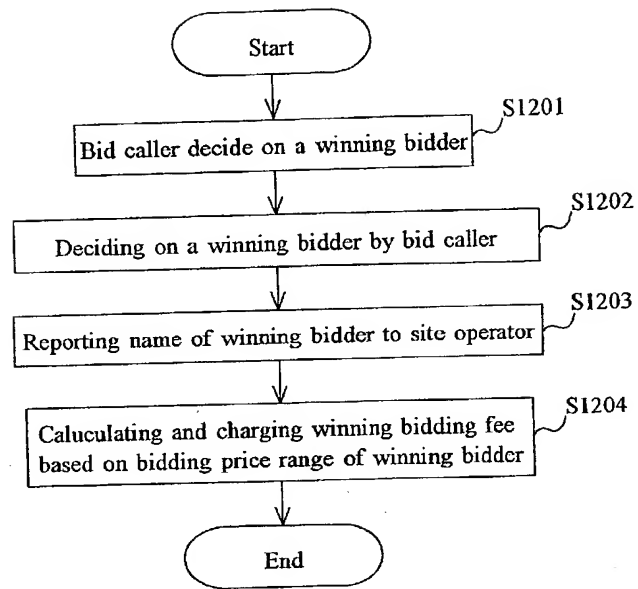 Start
S1201
Bid caller decide on a winning bidder
S1202
Deciding on a winning bidder by bid caller
S1203
Reporting name of winning bidder to site operator
S1204
Caluculating and charging winning bidding fee
based on bidding price range of winning bidder
End